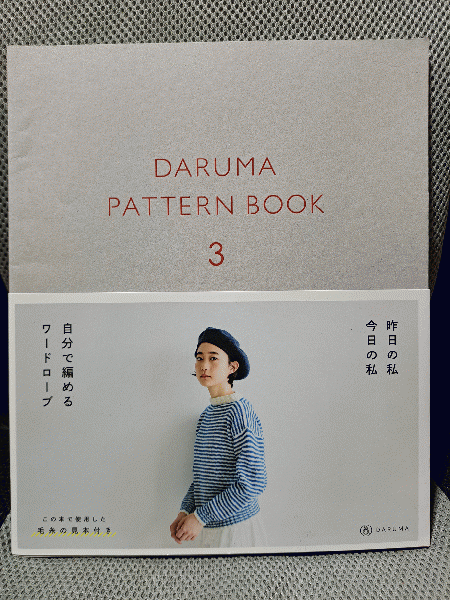 DARUMA
PATTERN BOOK
3
昨日の私
今日の私
自分で編める
ワードローブ
この本で使用した
毛糸の見本付き
DARUMA